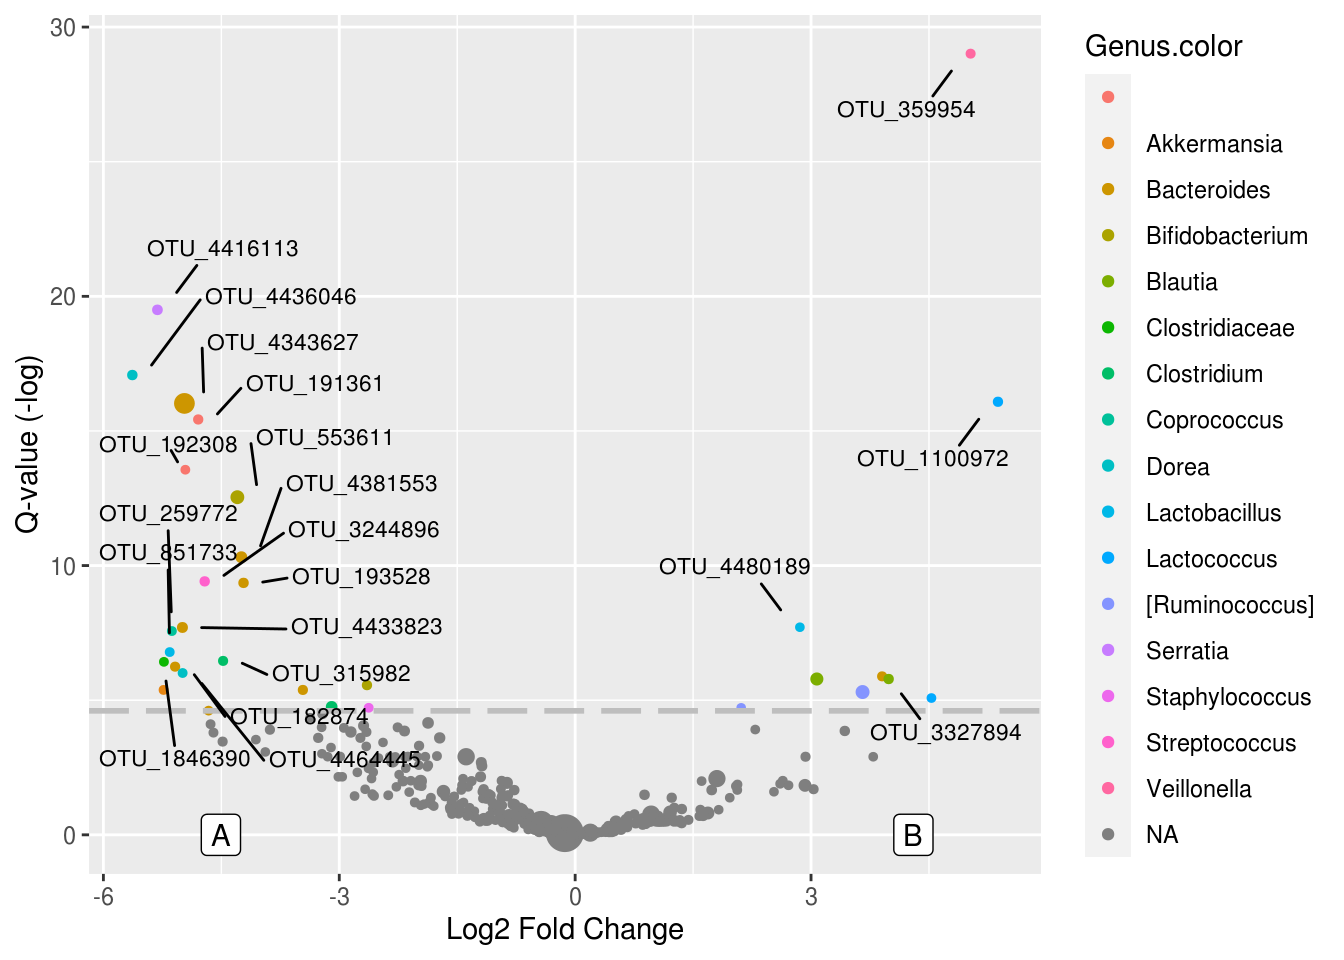 30
20
10
0
-6
-3
0
3
Q-value (-log)
Log2 Fold Change
OTU_359954
OTU_4416113
OTU_4436046
OTU_4343627
OTU_191361
OTU_553611
OTU_192308
OTU_1100972
OTU_4381553
OTU_259772
OTU_3244896
OTU_851733
OTU_4480189
OTU_193528
OTU_4433823
OTU_315982
OTU_182874
OTU_3327894
OTU_1846390
OTU_4464445
A
B
Genus.color
Akkermansia
Bacteroides
Bifidobacterium
Blautia
Clostridiaceae
Clostridium
Coprococcus
Dorea
Lactobacillus
Lactococcus
[Ruminococcus]
Serratia
Staphylococcus
Streptococcus
Veillonella
NA